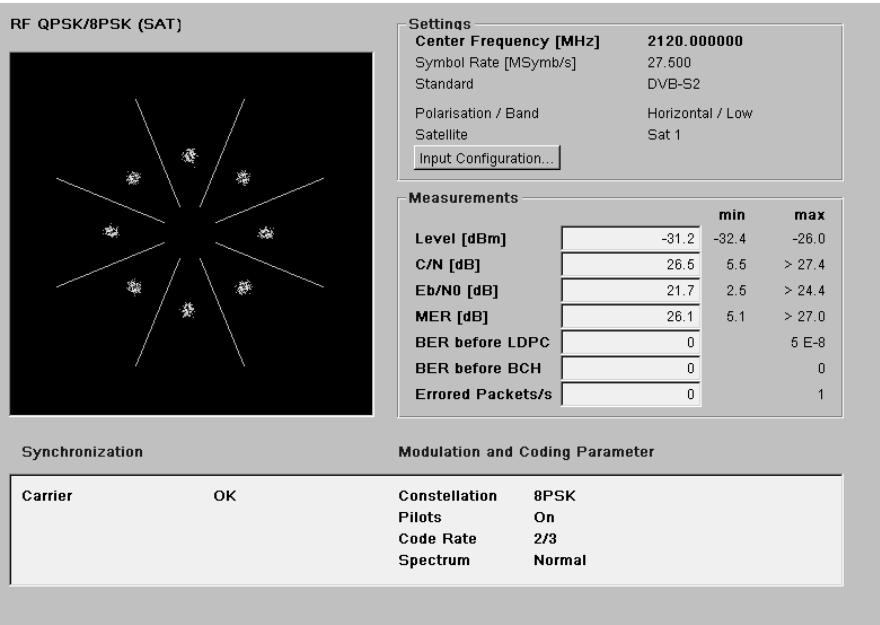 RF QPSK/8PSK (SAT)
Settings
Center Frequency [MHz] 2120.000000
Symbol Rate [MSymb/s] 27.500
Standard DVB-S2
Polarisation / Band Horizontal / Low
Satellite Sat 1
Input Configuration...
Measurements
min max
Level [dBm] -31.2 -32.4 -26.0
C/N [dB] 26.5 5.5 > 27.4
Eb/N0 [dB] 21.7 2.5 > 24.4
MER [dB] 26.1 5.1 > 27.0
BER before LDPC 0 5 E-8
BER before BCH 0 0
Errored Packets/s 0 1
Synchronization
Carrier OK
Modulation and Coding Parameter
Constellation 8PSK
Pilots On
Code Rate 2/3
Spectrum Normal